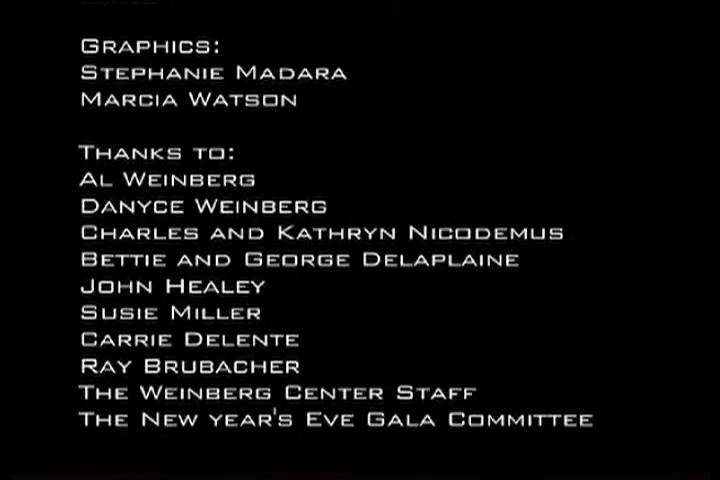 Graphics:
Stephanie Madara
Marcia Watson
Thanks to:
Al Weinberg
Danyce Weinberg
Charles and Kathryn Nicodemus
Bettie and George Delaplaine
John Healey
Susie Miller
Carrie Delente
Ray Brubacher
The Weinberg Center Staff
The New year's Eve Gala Committee